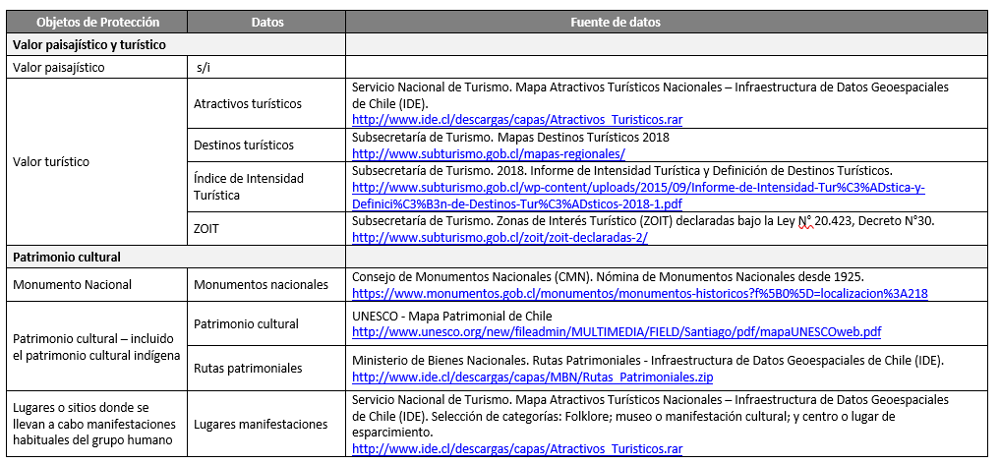 Objetos de Protección Datos Fuente de datos
Valor paisajístico y turístico
Valor paisajístico s/i
Valor turístico
Atractivos turísticos
Servicio Nacional de Turismo. Mapa Atractivos Turísticos Nacionales – Infraestructura de Datos Geoespaciales
de Chile (IDE).
http://www.ide.cl/descargas/capas/Atractivos_Turisticos.rar
Destinos turísticos
Subsecretaría de Turismo. Mapas Destinos Turísticos 2018
http://www.subturismo.gob.cl/mapas-regionales/
Índice de Intensidad
Turística
Subsecretaría de Turismo. 2018. Informe de Intensidad Turística y Definición de Destinos Turísticos.
http://www.subturismo.gob.cl/wp-content/uploads/2015/09/Informe-de-Intensidad-Tur%C3%ADstica-y-
Definici%C3%B3n-de-Destinos-Tur%C3%ADsticos-2018-1.pdf
ZOIT
Subsecretaría de Turismo. Zonas de Interés Turístico (ZOIT) declaradas bajo la Ley N° 20.423, Decreto N°30.
http://www.subturismo.gob.cl/zoit/zoit-declaradas-2/
Patrimonio cultural
Monumento Nacional
Monumentos nacionales
Consejo de Monumentos Nacionales (CMN). Nómina de Monumentos Nacionales desde 1925.
https://www.monumentos.gob.cl/monumentos/monumentos-historicos?f%5B0%5D=localizacion%3A218
Patrimonio cultural – incluido
el patrimonio cultural indígena
Patrimonio cultural
UNESCO - Mapa Patrimonial de Chile
http://www.unesco.org/new/fileadmin/MULTIMEDIA/FIELD/Santiago/pdf/mapaUNESCOweb.pdf
Rutas patrimoniales
Ministerio de Bienes Nacionales. Rutas Patrimoniales - Infraestructura de Datos Geoespaciales de Chile (IDE).
http://www.ide.cl/descargas/capas/MBN/Rutas_Patrimoniales.zip
Lugares o sitios donde se
llevan a cabo manifestaciones
habituales del grupo humano
Lugares manifestaciones
Servicio Nacional de Turismo. Mapa Atractivos Turísticos Nacionales – Infraestructura de Datos Geoespaciales
de Chile (IDE). Selección de categorías: Folklore; museo o manifestación cultural; y centro o lugar de
esparcimiento.
http://www.ide.cl/descargas/capas/Atractivos_Turisticos.rar